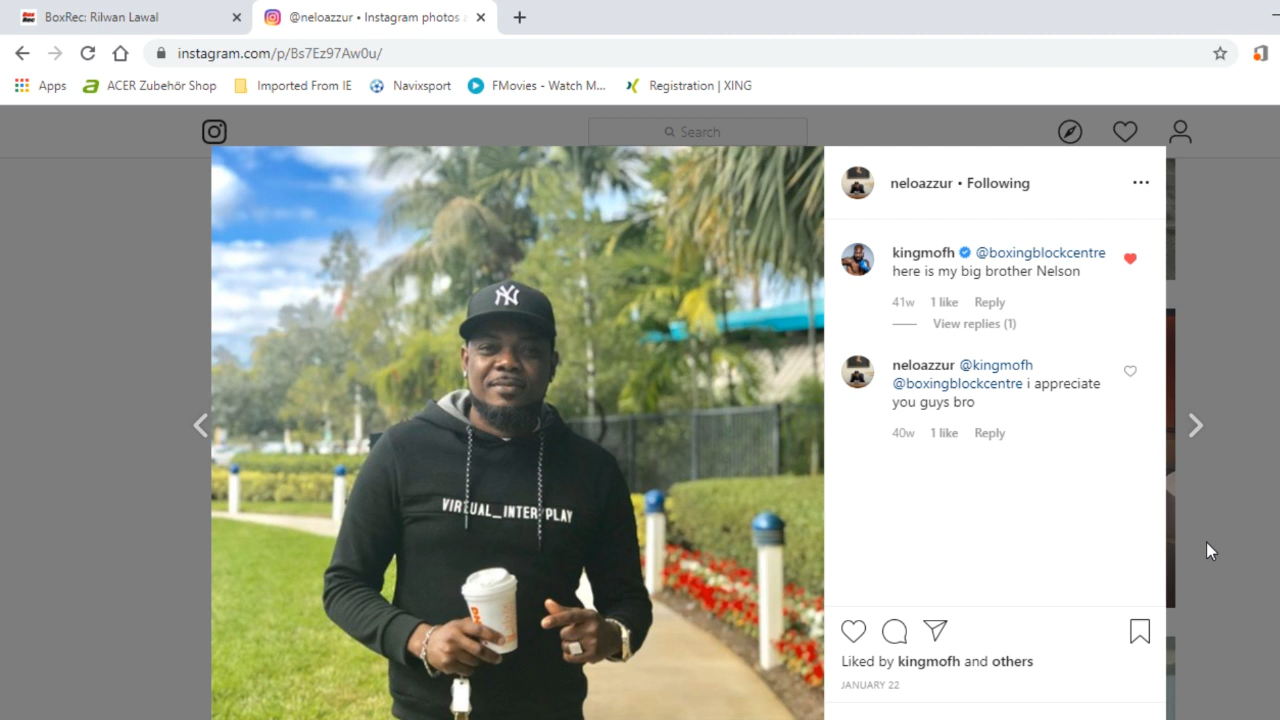 BoxRec: Rilwan Lawal
@neloazzur • Instagram photos a
instagram.com/p/Bs7Ez97Aw0u/
Apps
ACER Zubehör Shop
Imported From IE
Navixsport
FMovies - Watch M...
Registration | XING
Search
neloazzur • Following
kingmofh @boxingblockcentre
here is my big brother Nelson
41w 1 like Reply
View replies (1)
neloazzur @kingmofh
@boxingblockcentre i appreciate
you guys bro
40w 1 like Reply
NY
VIRTUAL_INTERPLAY
Liked by kingmofh and others
JANUARY 22